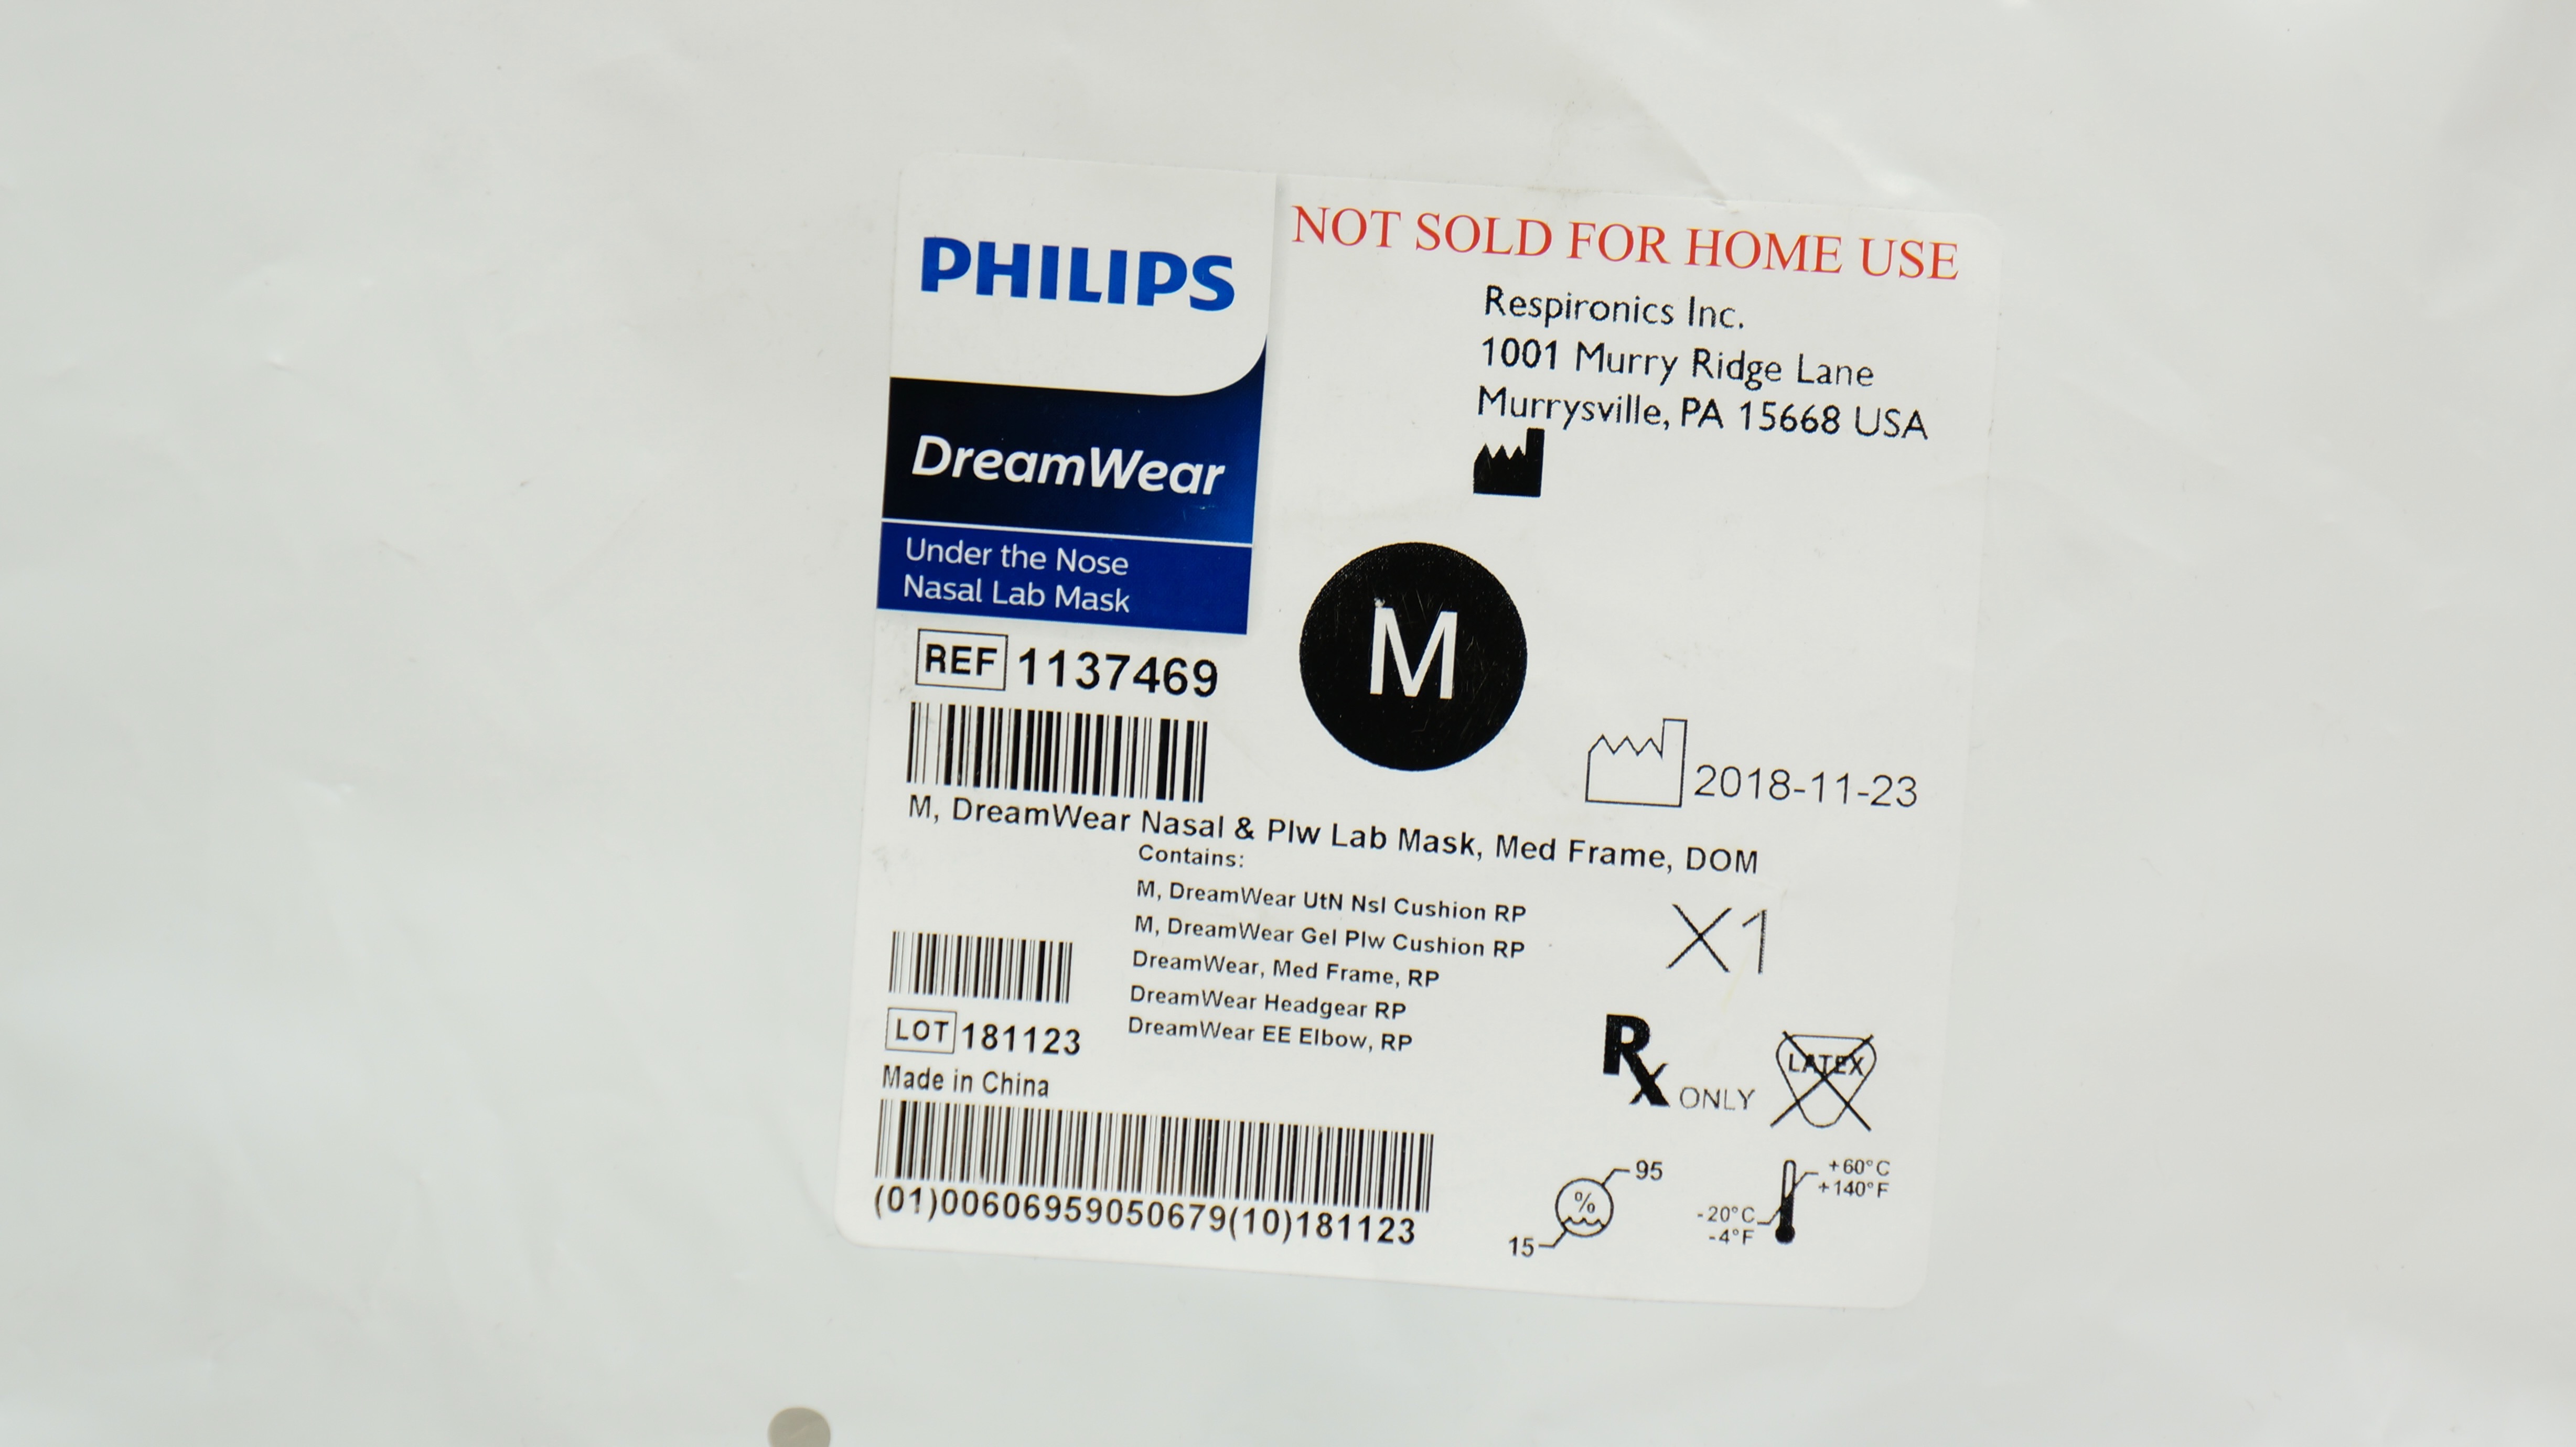 PHILIPS
DreamWear
Under the Nose
Nasal Lab Mask
NOT SOLD FOR HOME USE
Respironics Inc.
1001 Murry Ridge Lane
Murrysville, PA 15668 USA
M
REF 1137469
2018-11-23
M, DreamWear Nasal & Plw Lab Mask, Med Frame, DOM
Contains:
M, DreamWear UtN Nsl Cushion RP
M, DreamWear Gel Plw Cushion RP
DreamWear, Med Frame, RP
DreamWear Headgear RP
DreamWear EE Elbow, RP
X1
LOT 181123
Made in China
(01)00606959050679(10)181123
Rx ONLY
LATEX
95
%
15
+60°C
+140°F
-20°C
-4°F